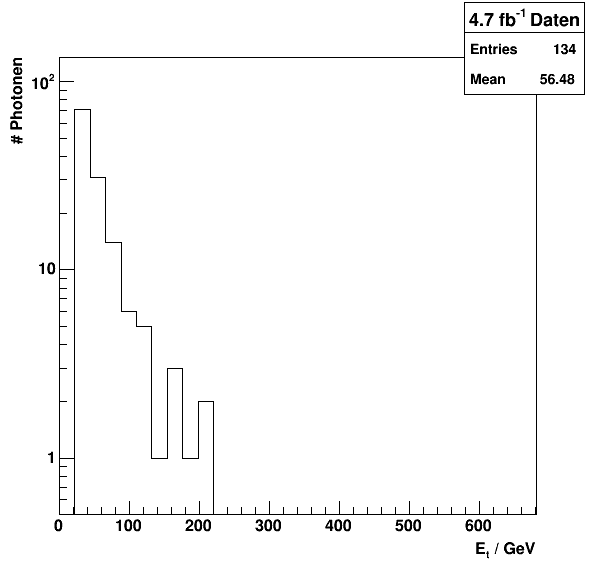 4.7 fb⁻¹ Daten
Entries 134
Mean 56.48
# Photonen
10²
10
1
0 100 200 300 400 500 600
Eₜ / GeV